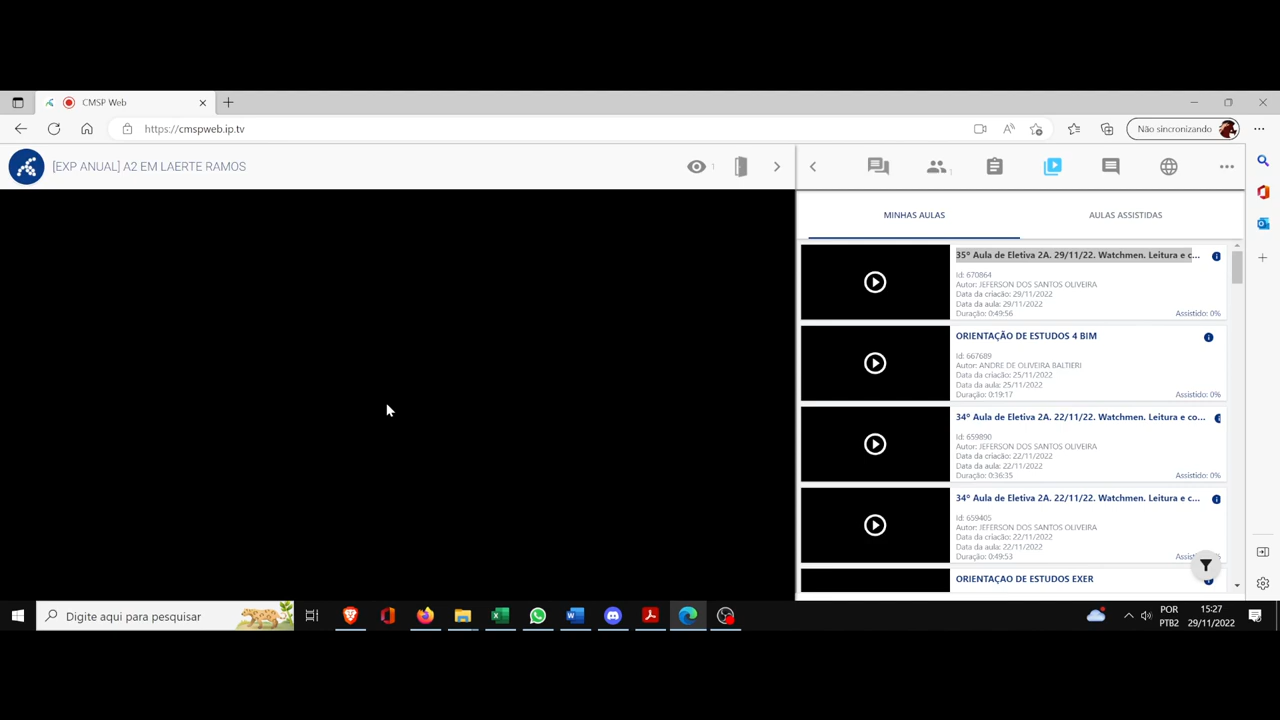 CMSP Web
https://cmspweb.ip.tv
Não sincronizando
[EXP ANUAL] A2 EM LAERTE RAMOS
1
1
MINHAS AULAS
AULAS ASSISTIDAS
35º Aula de Eletiva 2A. 29/11/22. Watchmen. Leitura e c...
Id: 670864
Autor: JEFERSON DOS SANTOS OLIVEIRA
Data da criação: 29/11/2022
Data da aula: 29/11/2022
Duração: 0:49:56
Assistido: 0%
ORIENTAÇÃO DE ESTUDOS 4 BIM
Id: 667689
Autor: ANDRE DE OLIVEIRA BALTIERI
Data da criação: 25/11/2022
Data da aula: 25/11/2022
Duração: 0:19:17
Assistido: 0%
34º Aula de Eletiva 2A. 22/11/22. Watchmen. Leitura e co...
Id: 659890
Autor: JEFERSON DOS SANTOS OLIVEIRA
Data da criação: 22/11/2022
Data da aula: 22/11/2022
Duração: 0:36:35
Assistido: 0%
34º Aula de Eletiva 2A. 22/11/22. Watchmen. Leitura e c...
Id: 659405
Autor: JEFERSON DOS SANTOS OLIVEIRA
Data da criação: 22/11/2022
Data da aula: 22/11/2022
Duração: 0:49:53
ORIENTAÇAO DE ESTUDOS EXER
Digite aqui para pesquisar
POR
PTB2
15:27
29/11/2022